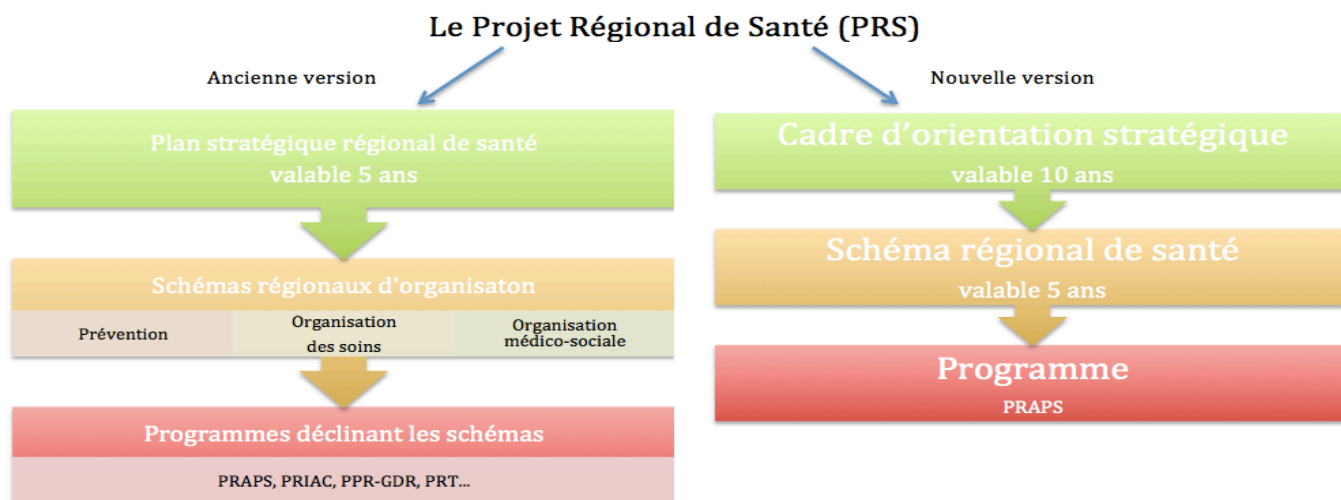 Le Projet Régional de Santé (PRS)
Ancienne version
Plan stratégique régional de santé
valable 5 ans
Schémas régionaux d'organisaton
Prévention
Organisation
des soins
Organisation
médico-sociale
Programmes déclinant les schémas
PRAPS, PRIAC, PPR-GDR, PRT...
Nouvelle version
Cadre d'orientation stratégique
valable 10 ans
Schéma régional de santé
valable 5 ans
Programme
PRAPS